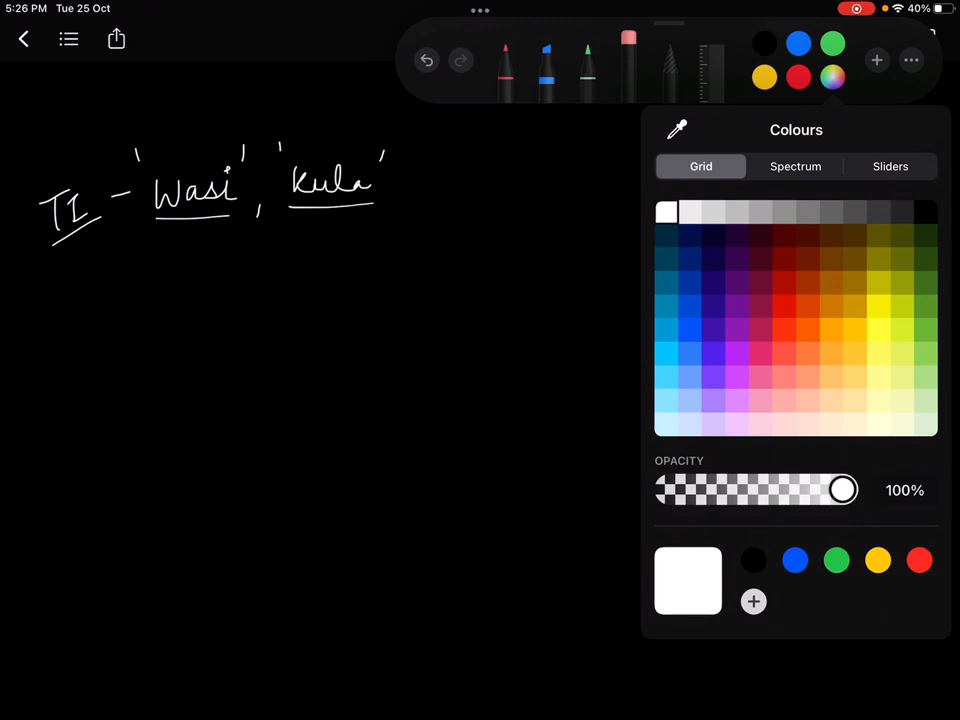 5:26 PM Tue 25 Oct
40%
Colours
Grid Spectrum Sliders
TI - 'Wasi', 'Kula'
OPACITY
100%